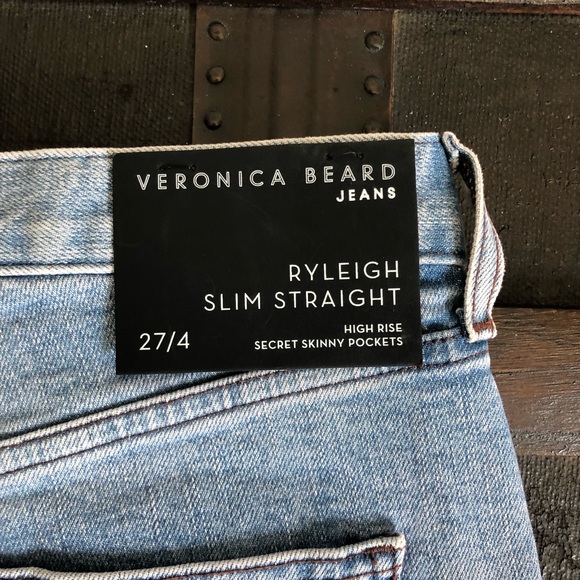 VERONICA BEARD
JEANS
RYLEIGH
SLIM STRAIGHT
HIGH RISE
27/4 SECRET SKINNY POCKETS